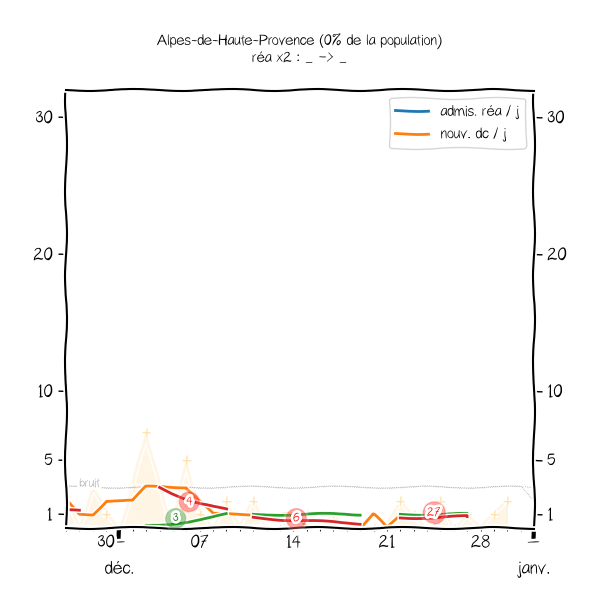 Alpes-de-Haute-Provence (0% de la population)
réa x2 : _ -> _
admis. réa / j
nouv. dc / j
30
30
20
20
10
10
5
5
bruit
4
3
6
27
1
1
30
07
14
21
28
déc.
janv.